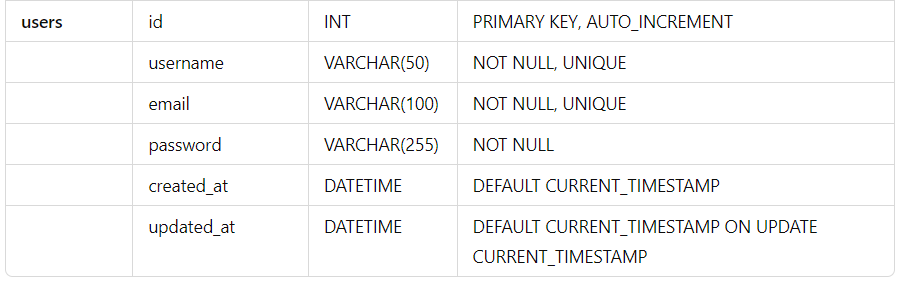 users id INT PRIMARY KEY, AUTO_INCREMENT
username VARCHAR(50) NOT NULL, UNIQUE
email VARCHAR(100) NOT NULL, UNIQUE
password VARCHAR(255) NOT NULL
created_at DATETIME DEFAULT CURRENT_TIMESTAMP
updated_at DATETIME DEFAULT CURRENT_TIMESTAMP ON UPDATE
CURRENT_TIMESTAMP